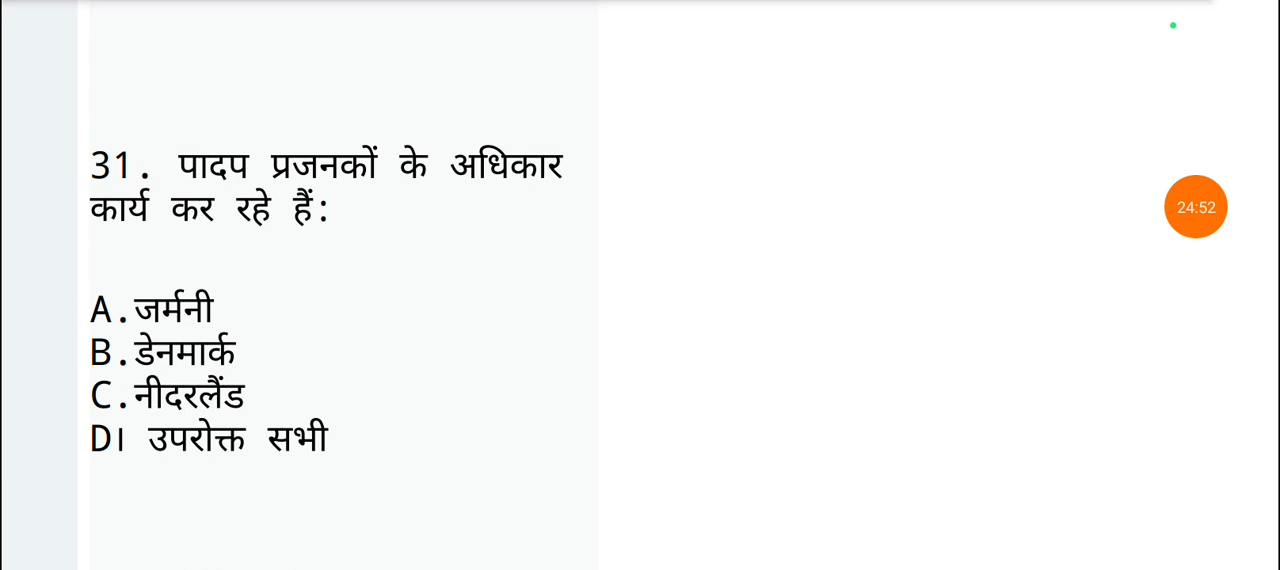 31. पादप प्रजनकों के अधिकार
कार्य कर रहे हैं:
A.जर्मनी
B.डेनमार्क
C.नीदरलैंड
D। उपरोक्त सभी
24:52